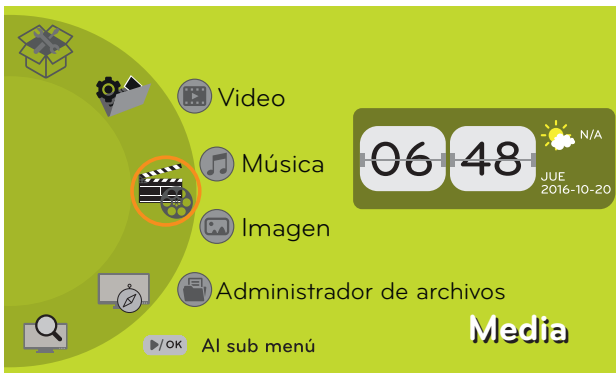 Video
Música
Imagen
Administrador de archivos
▶/OK Al sub menú
06 48
N/A
JUE
2016-10-20
Media